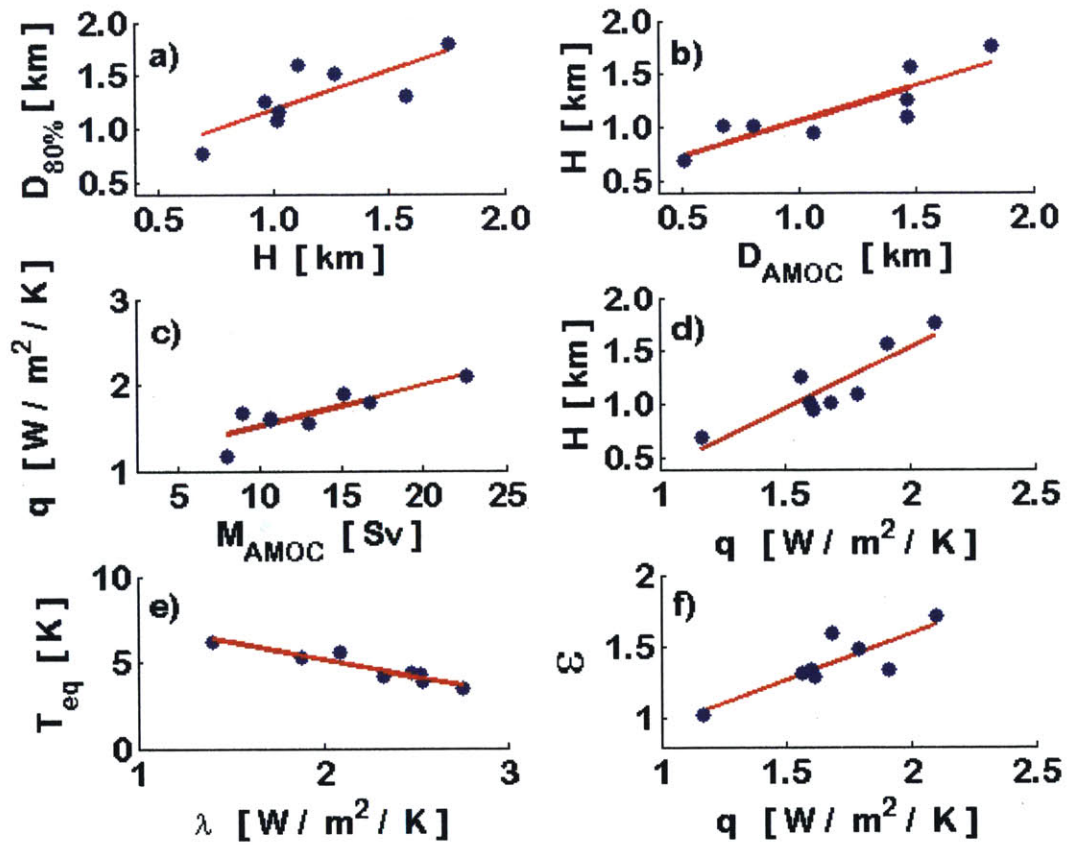 a)
2.0
1.5
1.0
0.5
D80% [km]
0.5 1.0 1.5 2.0
H [km]
b)
2.0
1.5
1.0
0.5
H [km]
0.5 1.0 1.5 2.0
DAMOC [km]
c)
3
2
1
q [W/m²/K]
5 10 15 20 25
MAMOC [Sv]
d)
2.0
1.5
1.0
0.5
H [km]
1 1.5 2 2.5
q [W/m²/K]
e)
10
5
0
Teq [K]
1 2 3
λ [W/m²/K]
f)
2
1.5
1
ε
1 1.5 2 2.5
q [W/m²/K]